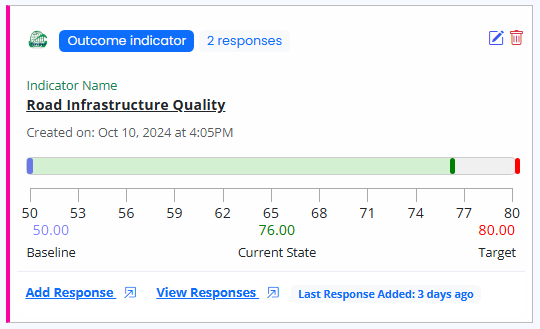 Outcome indicator 2 responses
Indicator Name
Road Infrastructure Quality
Created on: Oct 10, 2024 at 4:05PM
50 53 56 59 62 65 68 71 74 77 80
50.00 76.00 80.00
Baseline Current State Target
Add Response View Responses Last Response Added: 3 days ago